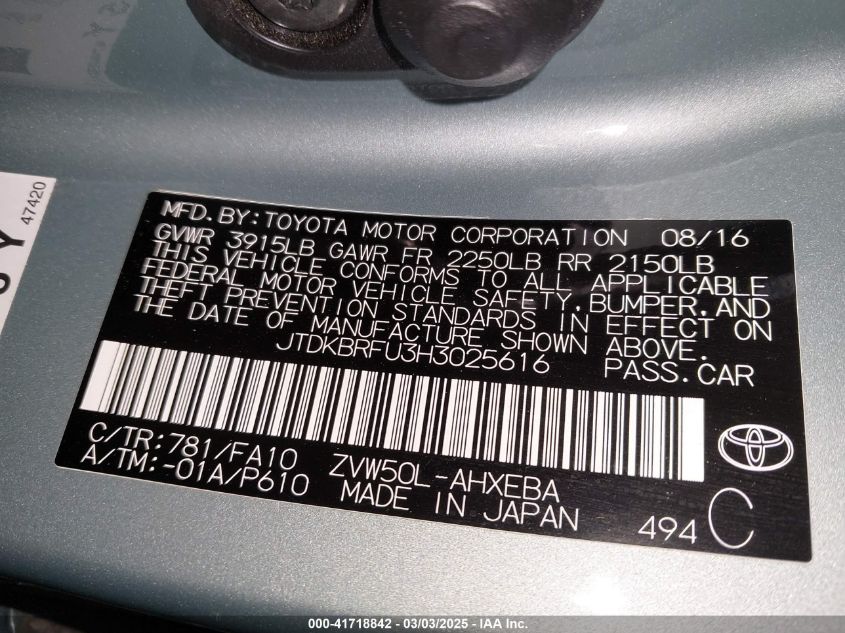 47420
MFD.BY:TOYOTA MOTOR CORPORATION 08/16
GVWR 3915LB GAWR FR 2250LB RR 2150LB
THIS VEHICLE CONFORMS TO ALL APPLICABLE
FEDERAL MOTOR VEHICLE SAFETY,BUMPER,AND
THEFT PREVENTION STANDARDS IN EFFECT ON
THE DATE OF MANUFACTURE SHOWN ABOVE.
JTDKBRFU3H3025616 PASS.CAR
C/TR:781/FA10 ZVW50L-AHXEBA
A/TM:-01A/P610 MADE IN JAPAN 494 C
000-41718842 - 03/03/2025 - IAA Inc.